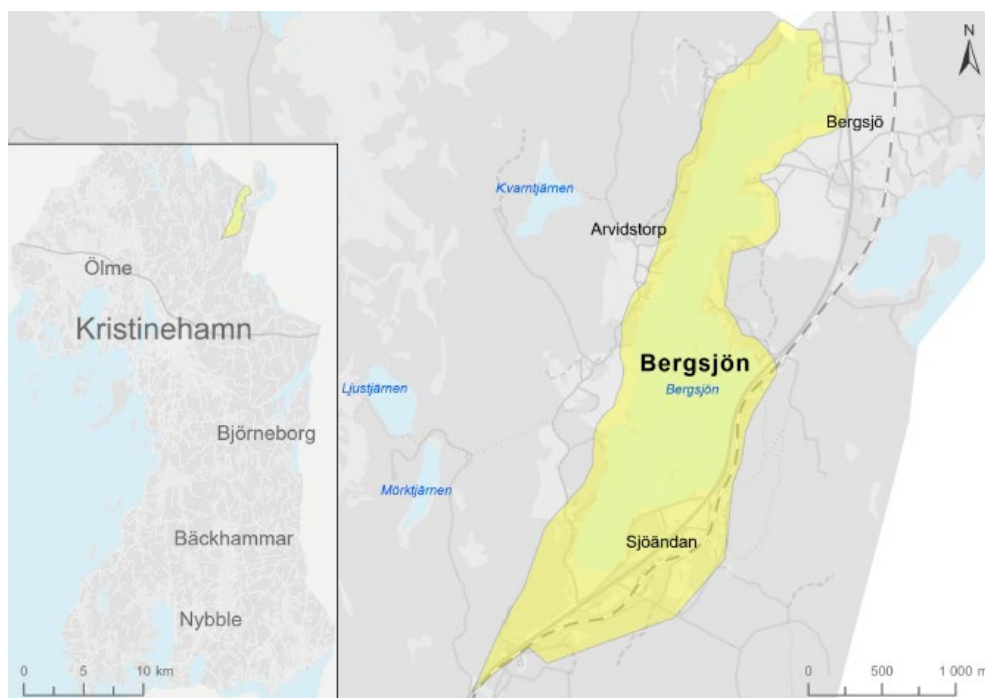 N
Bergsjö
Kvarntjärnen
Arvidstorp
Ölme
Kristinehamn
Bergsjön
Bergsjön
Ljustjärnen
Björneborg
Mörktjärnen
Bäckhammar
Sjöändan
Nybble
0 5 10 km
0 500 1 000 m